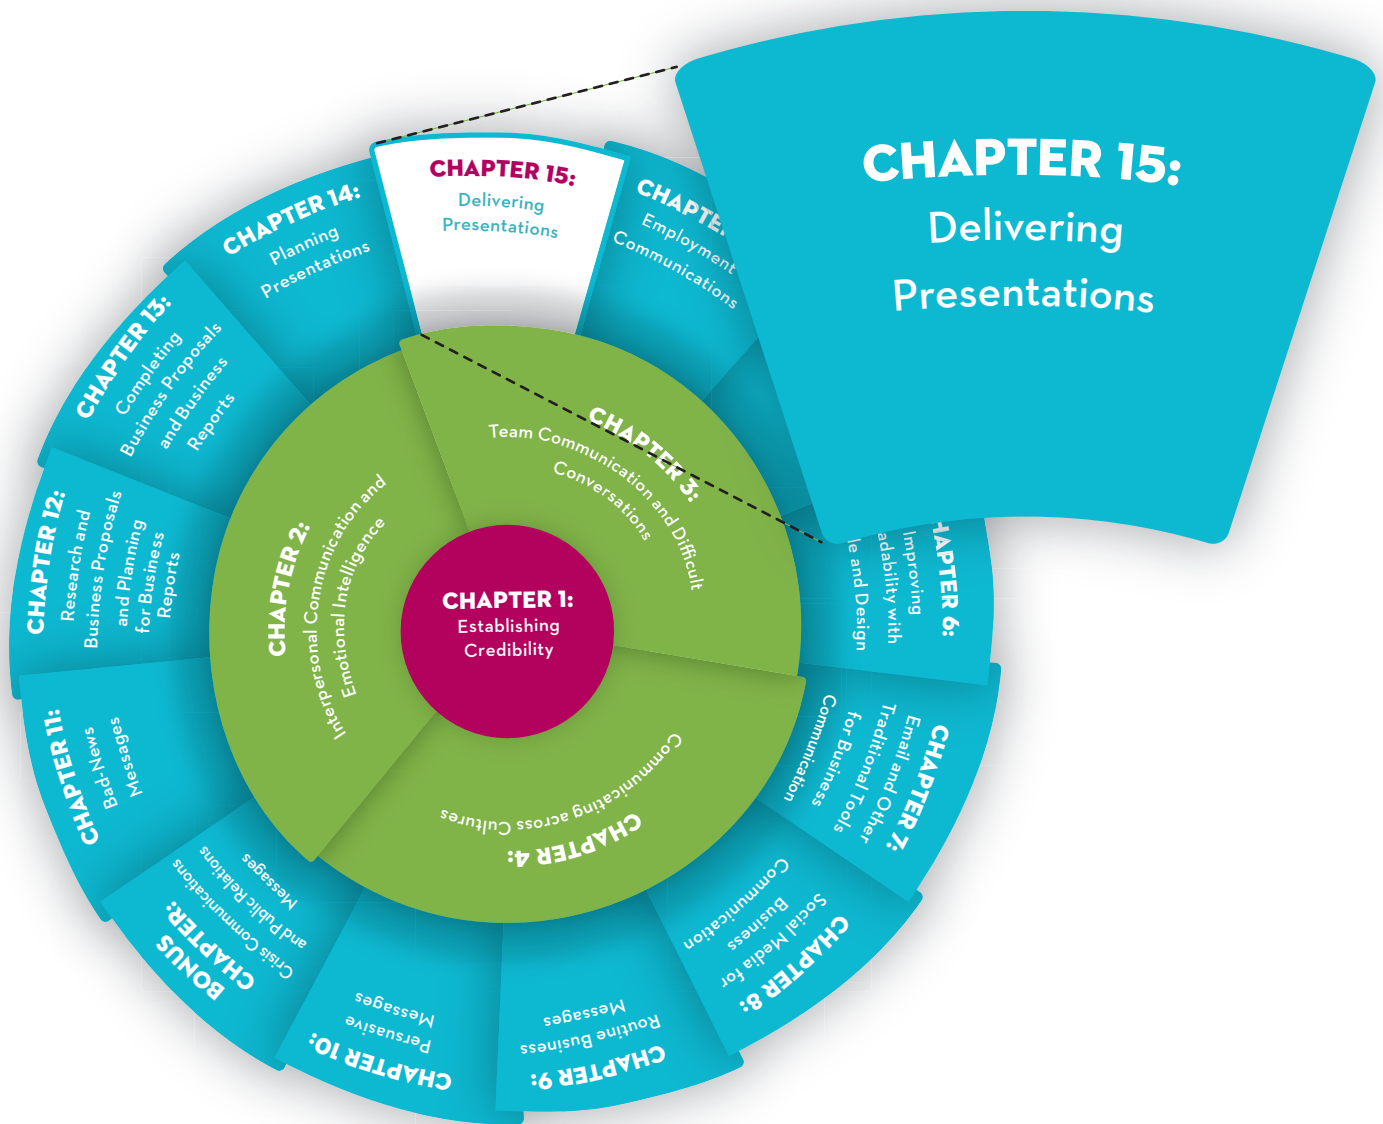 CHAPTER 15:
Delivering
Presentations
CHAPTER 15:
Delivering
Presentations
Employment
Communications
HAPTER 6:
Improving
adability with
le and Design
CHAPTER 7:
Email and Other
Traditional Tools
for Business
Communication
CHAPTER 8:
Social Media for
Business
Communication
CHAPTER 9:
Routine Business
Messages
CHAPTER 10:
Persuasive
Messages
BONUS
CHAPTER:
Crisis Communications
and Public Relations
Messages
CHAPTER 11:
Bad-News
Messages
CHAPTER 12:
Research and
Business Proposals
and Planning
for Business
Reports
CHAPTER 13:
Completing
Business Proposals
and Business
Reports
CHAPTER 14:
Planning
Presentations
CHAPTER 2:
Interpersonal Communication and
Emotional Intelligence
CHAPTER 3:
Team Communication and Difficult
Conversations
CHAPTER 4:
Communicating across Cultures
CHAPTER 1:
Establishing
Credibility